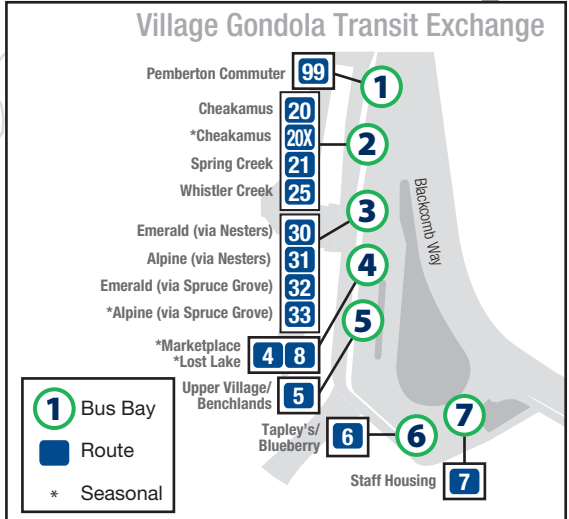 Village Gondola Transit Exchange
Pemberton Commuter 99 1
Cheakamus 20
*Cheakamus 20X 2
Spring Creek 21
Whistler Creek 25
Blackcomb Way
3
Emerald (via Nesters) 30
Alpine (via Nesters) 31
Emerald (via Spruce Grove) 32
*Alpine (via Spruce Grove) 33
4
*Marketplace
*Lost Lake
4 8
5
Upper Village/
Benchlands
5
Tapley's/
Blueberry
6 6
7
Staff Housing 7
1 Bus Bay
Route
* Seasonal